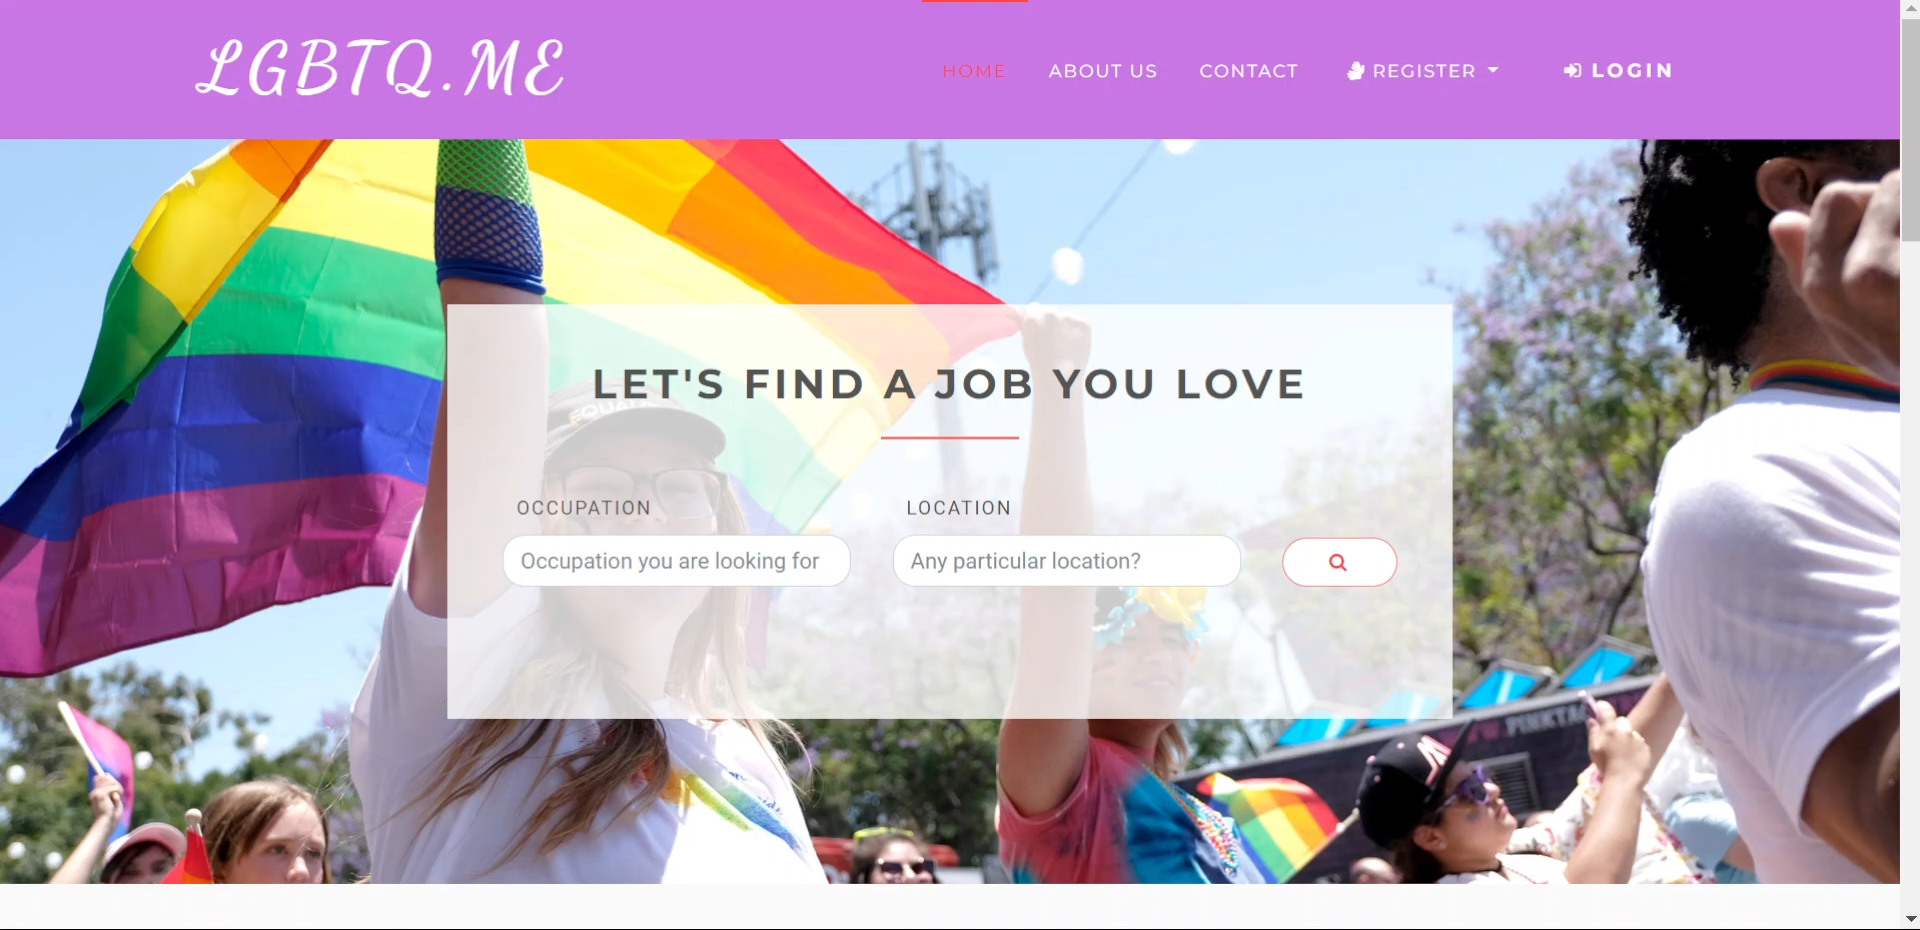 LGBTQ.ME
HOME ABOUT US CONTACT REGISTER LOGIN
LET'S FIND A JOB YOU LOVE
EQUAL
OCCUPATION LOCATION
Occupation you are looking for Any particular location?